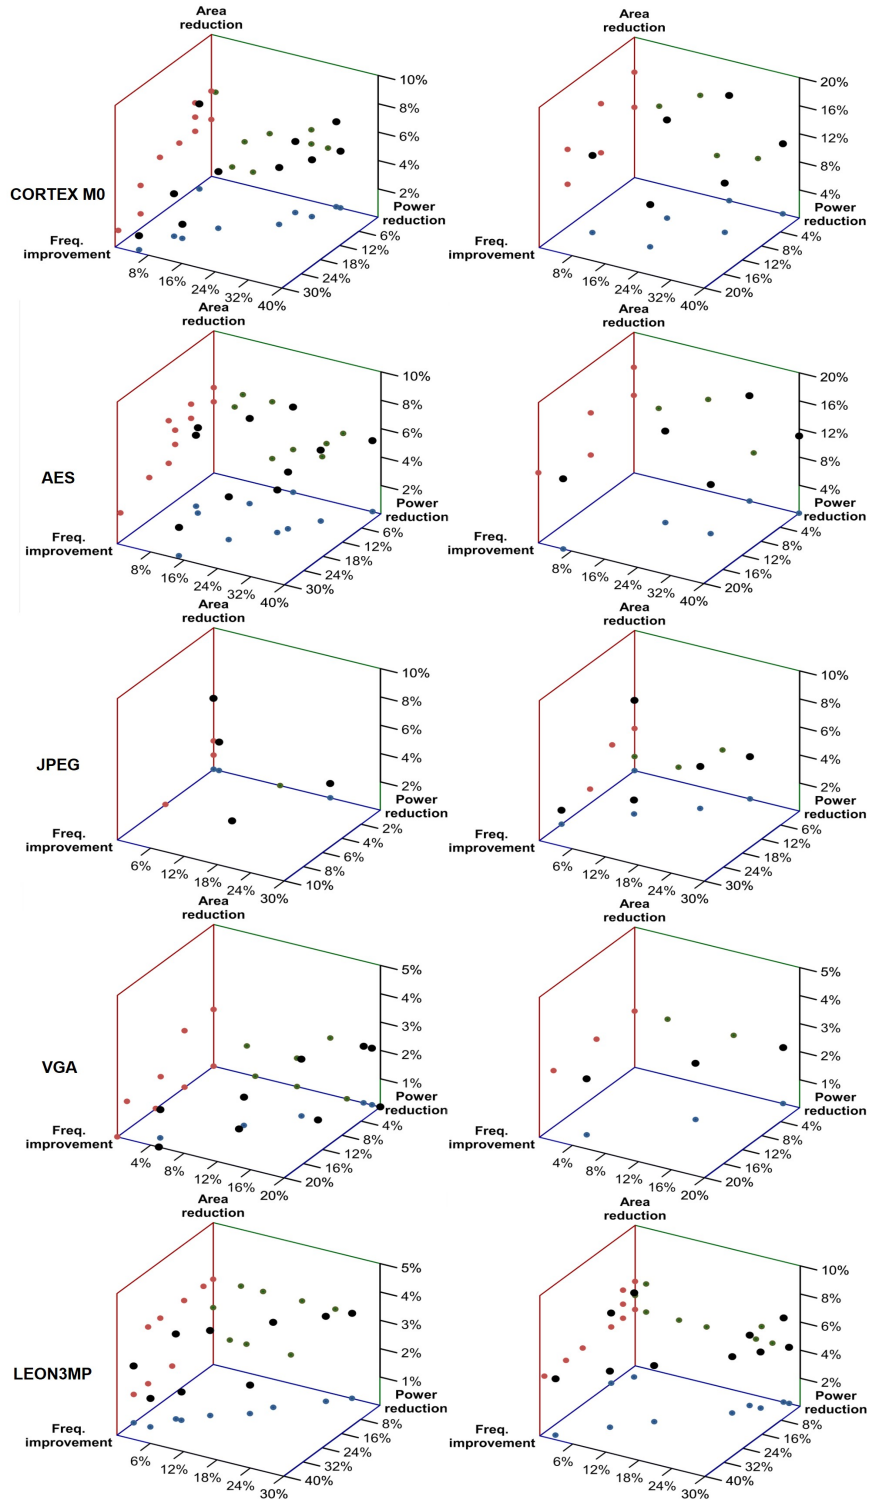 Area
reduction
10%
8%
6%
4%
2%
Power
reduction
6%
12%
18%
24%
30%
CORTEX M0
Freq.
improvement
8%
16%
24%
32%
40%
Area
reduction
20%
16%
12%
8%
4%
Power
reduction
4%
8%
12%
16%
20%
Freq.
improvement
8%
16%
24%
32%
40%
Area
reduction
10%
8%
6%
4%
2%
Power
reduction
6%
12%
18%
24%
30%
AES
Freq.
improvement
8%
16%
24%
32%
40%
Area
reduction
20%
16%
12%
8%
4%
Power
reduction
4%
8%
12%
16%
20%
Freq.
improvement
8%
16%
24%
32%
40%
Area
reduction
10%
8%
6%
4%
2%
Power
reduction
2%
4%
6%
8%
10%
JPEG
Freq.
improvement
6%
12%
18%
24%
30%
Area
reduction
10%
8%
6%
4%
2%
Power
reduction
6%
12%
18%
24%
30%
Freq.
improvement
6%
12%
18%
24%
30%
Area
reduction
5%
4%
3%
2%
1%
Power
reduction
4%
8%
12%
16%
20%
VGA
Freq.
improvement
4%
8%
12%
16%
20%
Area
reduction
5%
4%
3%
2%
1%
Power
reduction
4%
8%
12%
16%
20%
Freq.
improvement
4%
8%
12%
16%
20%
Area
reduction
5%
4%
3%
2%
1%
Power
reduction
8%
16%
24%
32%
40%
LEON3MP
Freq.
improvement
6%
12%
18%
24%
30%
Area
reduction
10%
8%
6%
4%
2%
Power
reduction
8%
16%
24%
32%
40%
Freq.
improvement
6%
12%
18%
24%
30%